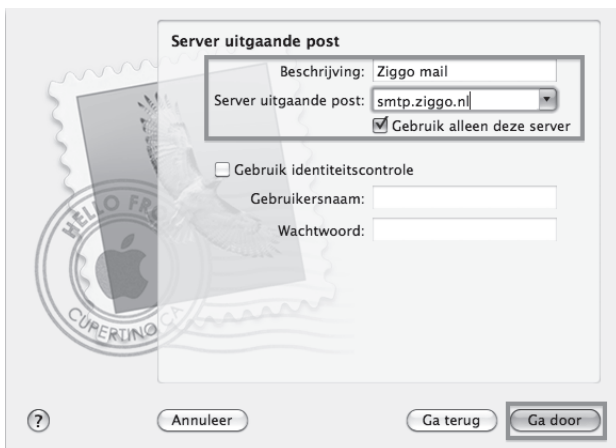 Server uitgaande post
Beschrijving: Ziggo mail
Server uitgaande post: smtp.ziggo.nl
Gebruik alleen deze server
Gebruik identiteitscontrole
Gebruikersnaam:
Wachtwoord:
HELLO FRO
CUPERTINO CA
? Annuleer Ga terug Ga door